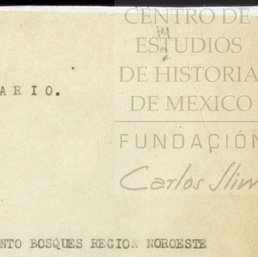 CENTRO DE
ESTUDIOS
DE HISTORIA
DE MEXICO
FUNDACIÓN
Carlos Slim
ARIO.
NTO BOSQUES REGION NOROESTE